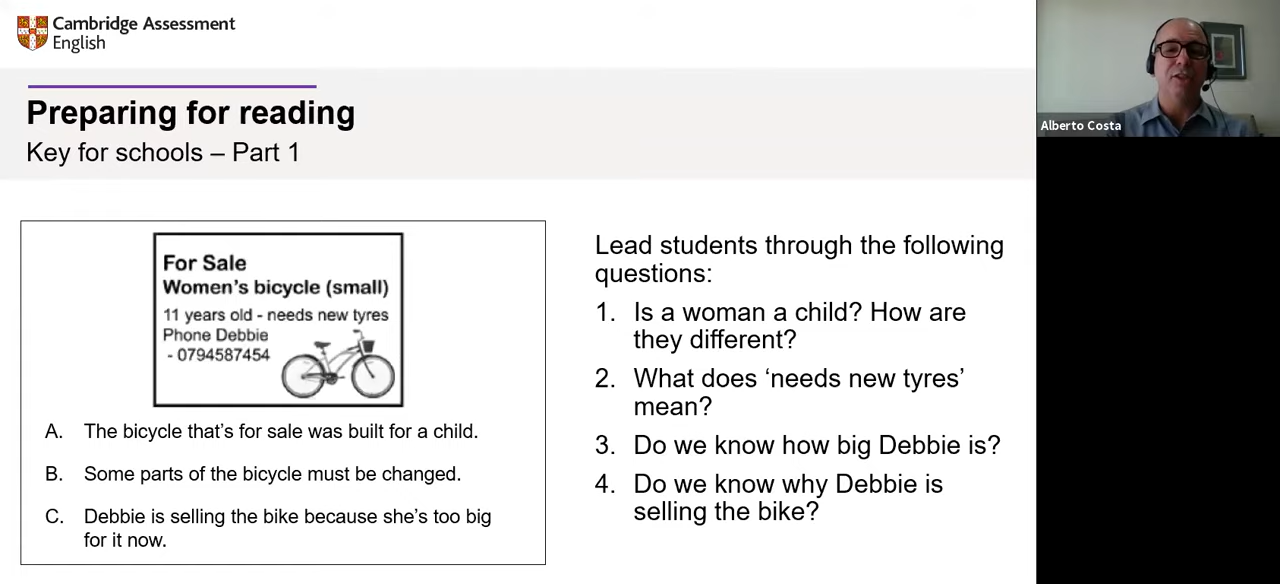 Cambridge Assessment
English
Preparing for reading
Key for schools – Part 1
For Sale
Women's bicycle (small)
11 years old - needs new tyres
Phone Debbie
- 0794587454
A. The bicycle that's for sale was built for a child.
B. Some parts of the bicycle must be changed.
C. Debbie is selling the bike because she's too big
for it now.
Lead students through the following
questions:
1. Is a woman a child? How are
they different?
2. What does ‘needs new tyres’
mean?
3. Do we know how big Debbie is?
4. Do we know why Debbie is
selling the bike?
Alberto Costa